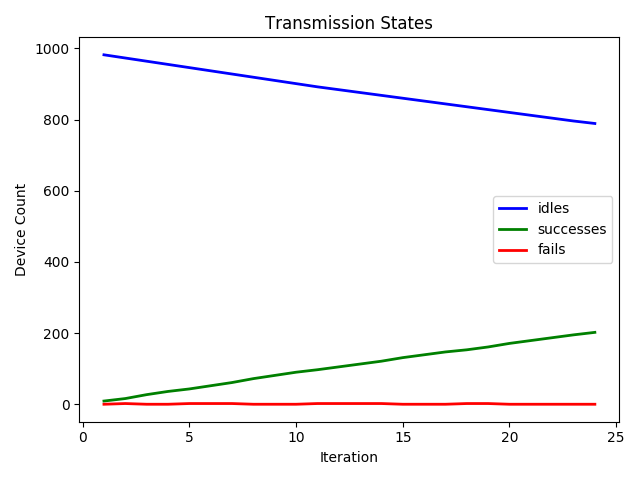 Transmission States
Device Count
1000
800
600
400
200
0
idles
successes
fails
0 5 10 15 20 25
Iteration